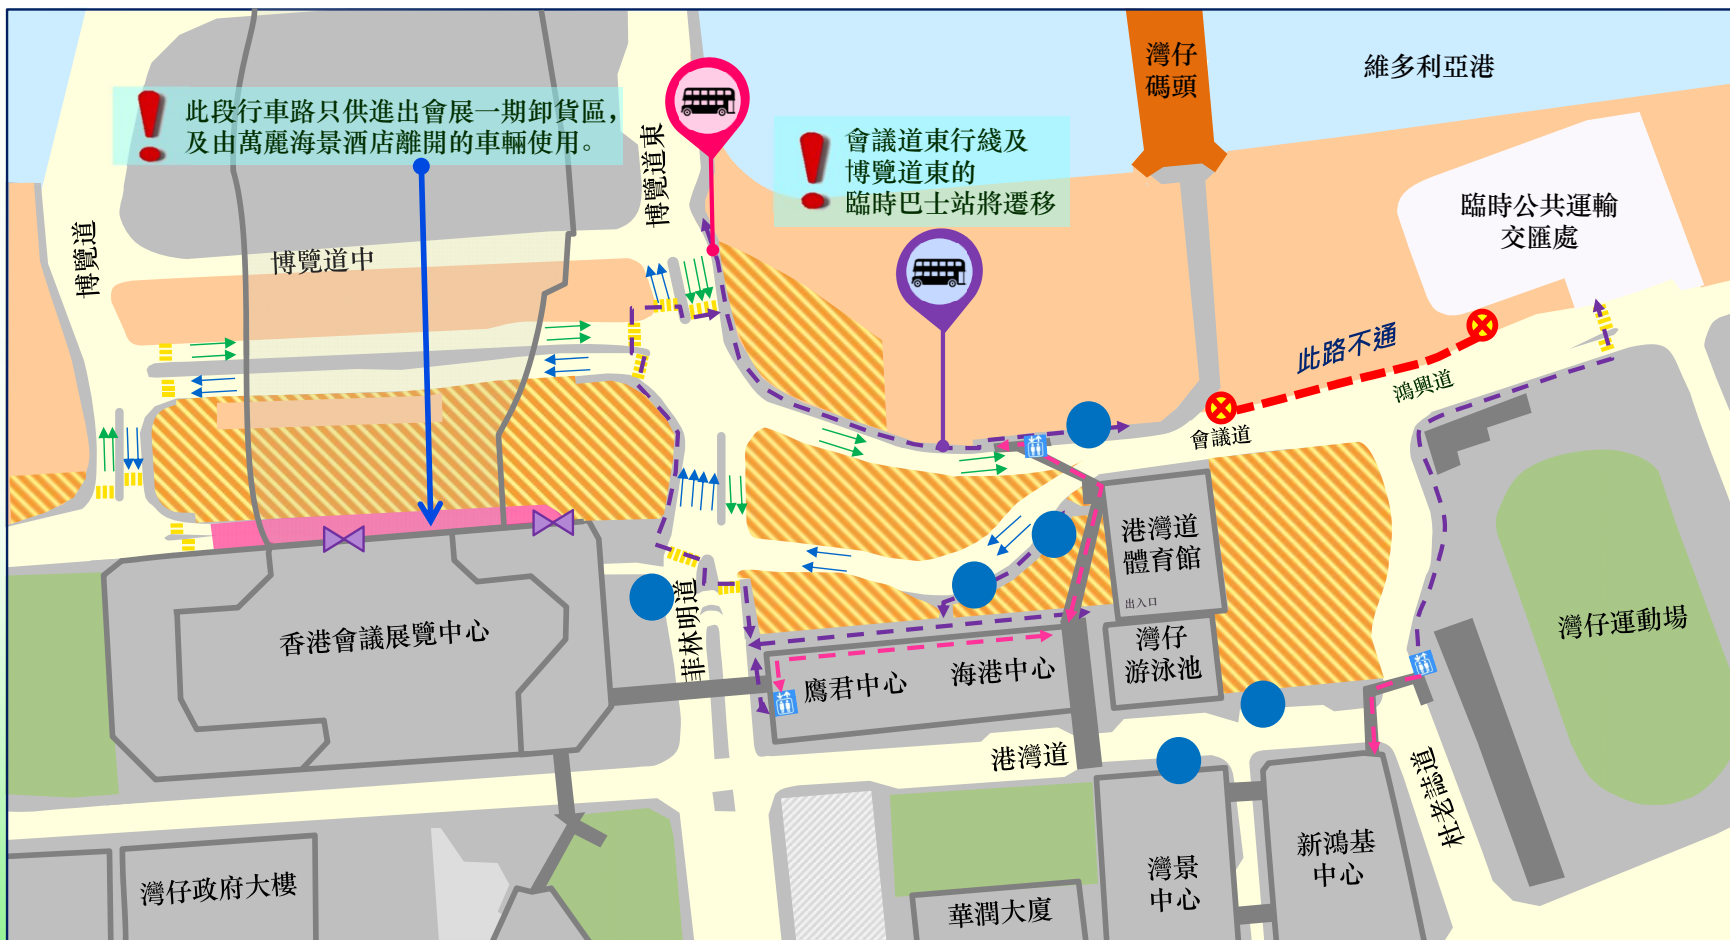 灣仔
碼頭
維多利亞港
此段行車路只供進出會展一期卸貨區，
及由萬麗海景酒店離開的車輛使用。
會議道東行綫及
博覽道東的
臨時巴士站將遷移
博覽道東
臨時公共運輸
交匯處
博覽道
博覽道中
此路不通
鴻興道
會議道
港灣道
體育館
出入口
灣仔
游泳池
灣仔運動場
香港會議展覽中心
菲林明道
鷹君中心
海港中心
港灣道
杜老誌道
新鴻基
中心
灣景
中心
灣仔政府大樓
華潤大廈